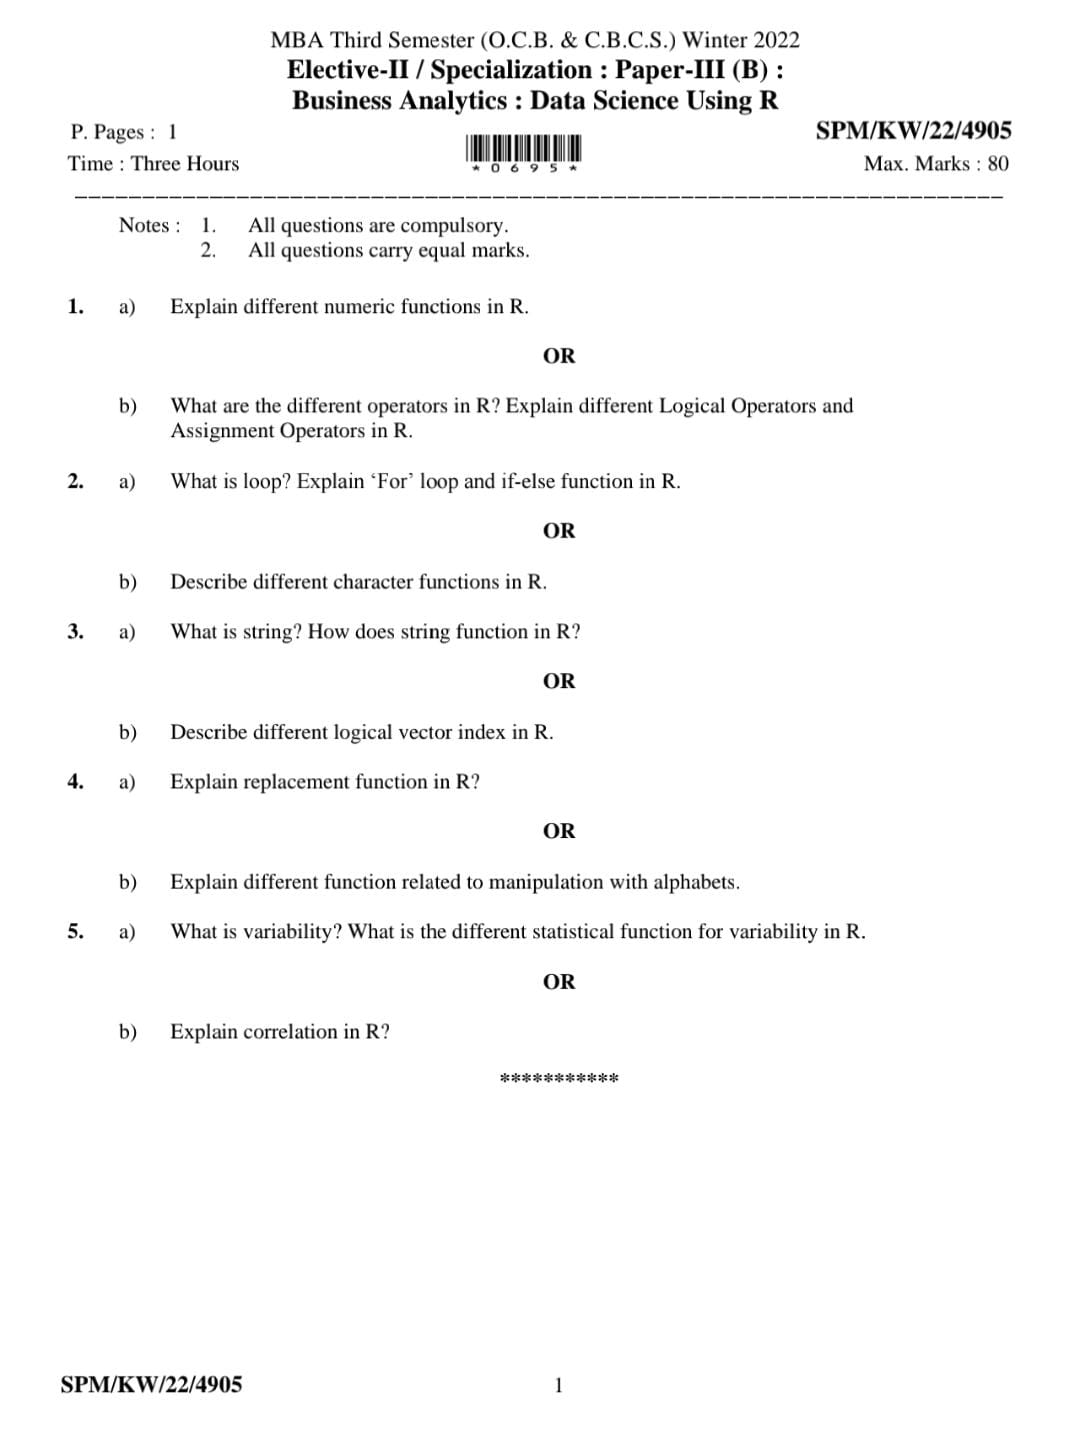 MBA Third Semester (O.C.B. & C.B.C.S.) Winter 2022
Elective-II / Specialization : Paper-III (B) :
Business Analytics : Data Science Using R
P. Pages : 1
SPM/KW/22/4905
Time : Three Hours
*0695*
Max. Marks : 80
Notes : 1. All questions are compulsory.
2. All questions carry equal marks.
1. a) Explain different numeric functions in R.
OR
b) What are the different operators in R? Explain different Logical Operators and
Assignment Operators in R.
2. a) What is loop? Explain ‘For’ loop and if-else function in R.
OR
b) Describe different character functions in R.
3. a) What is string? How does string function in R?
OR
b) Describe different logical vector index in R.
4. a) Explain replacement function in R?
OR
b) Explain different function related to manipulation with alphabets.
5. a) What is variability? What is the different statistical function for variability in R.
OR
b) Explain correlation in R?
***********
SPM/KW/22/4905 1